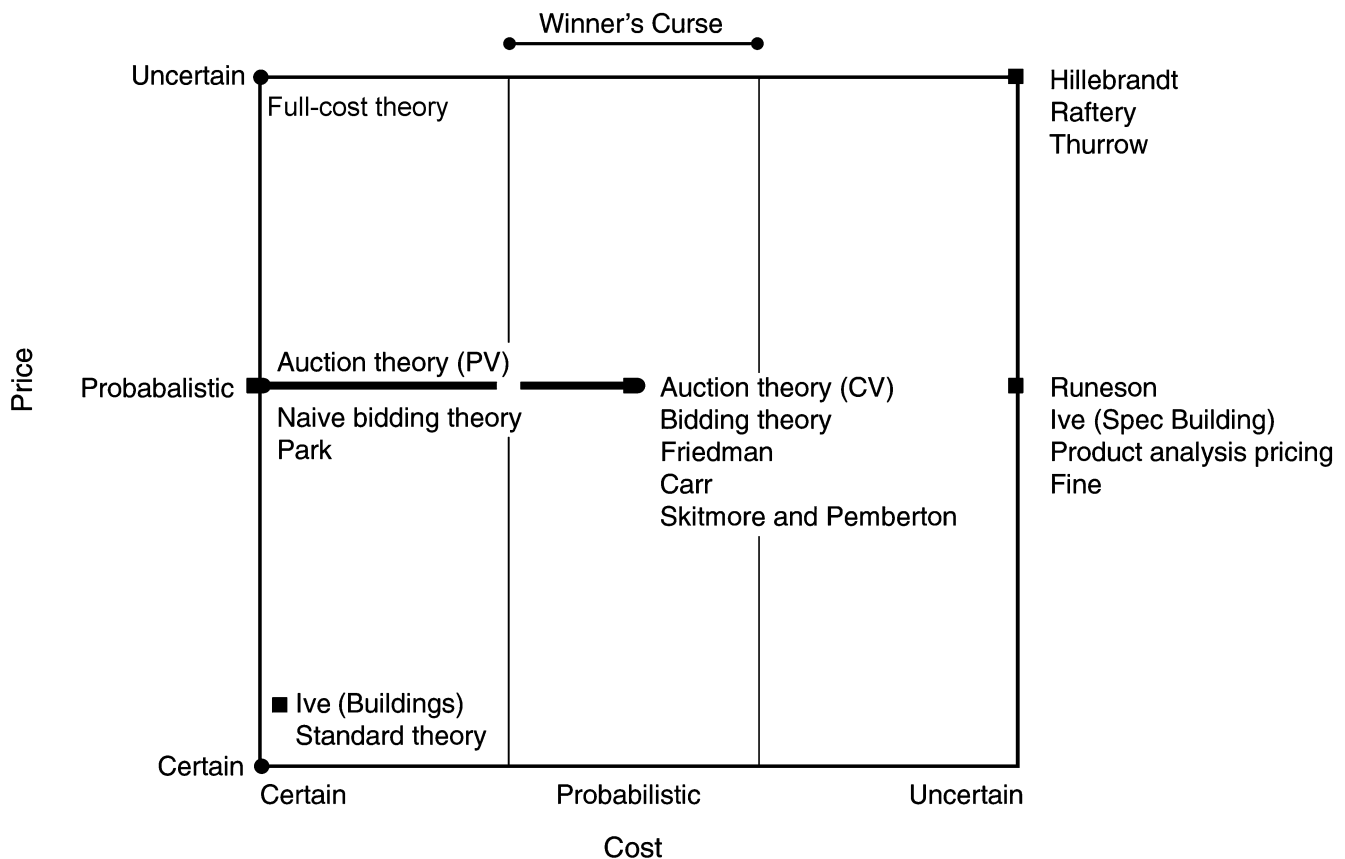 Winner's Curse
Uncertain
Full-cost theory
Hillebrandt
Raftery
Thurrow
Price
Auction theory (PV)
Probabalistic
Naive bidding theory
Park
Auction theory (CV)
Bidding theory
Friedman
Carr
Skitmore and Pemberton
Runeson
Ive (Spec Building)
Product analysis pricing
Fine
Ive (Buildings)
Standard theory
Certain
Certain
Probabilistic
Uncertain
Cost